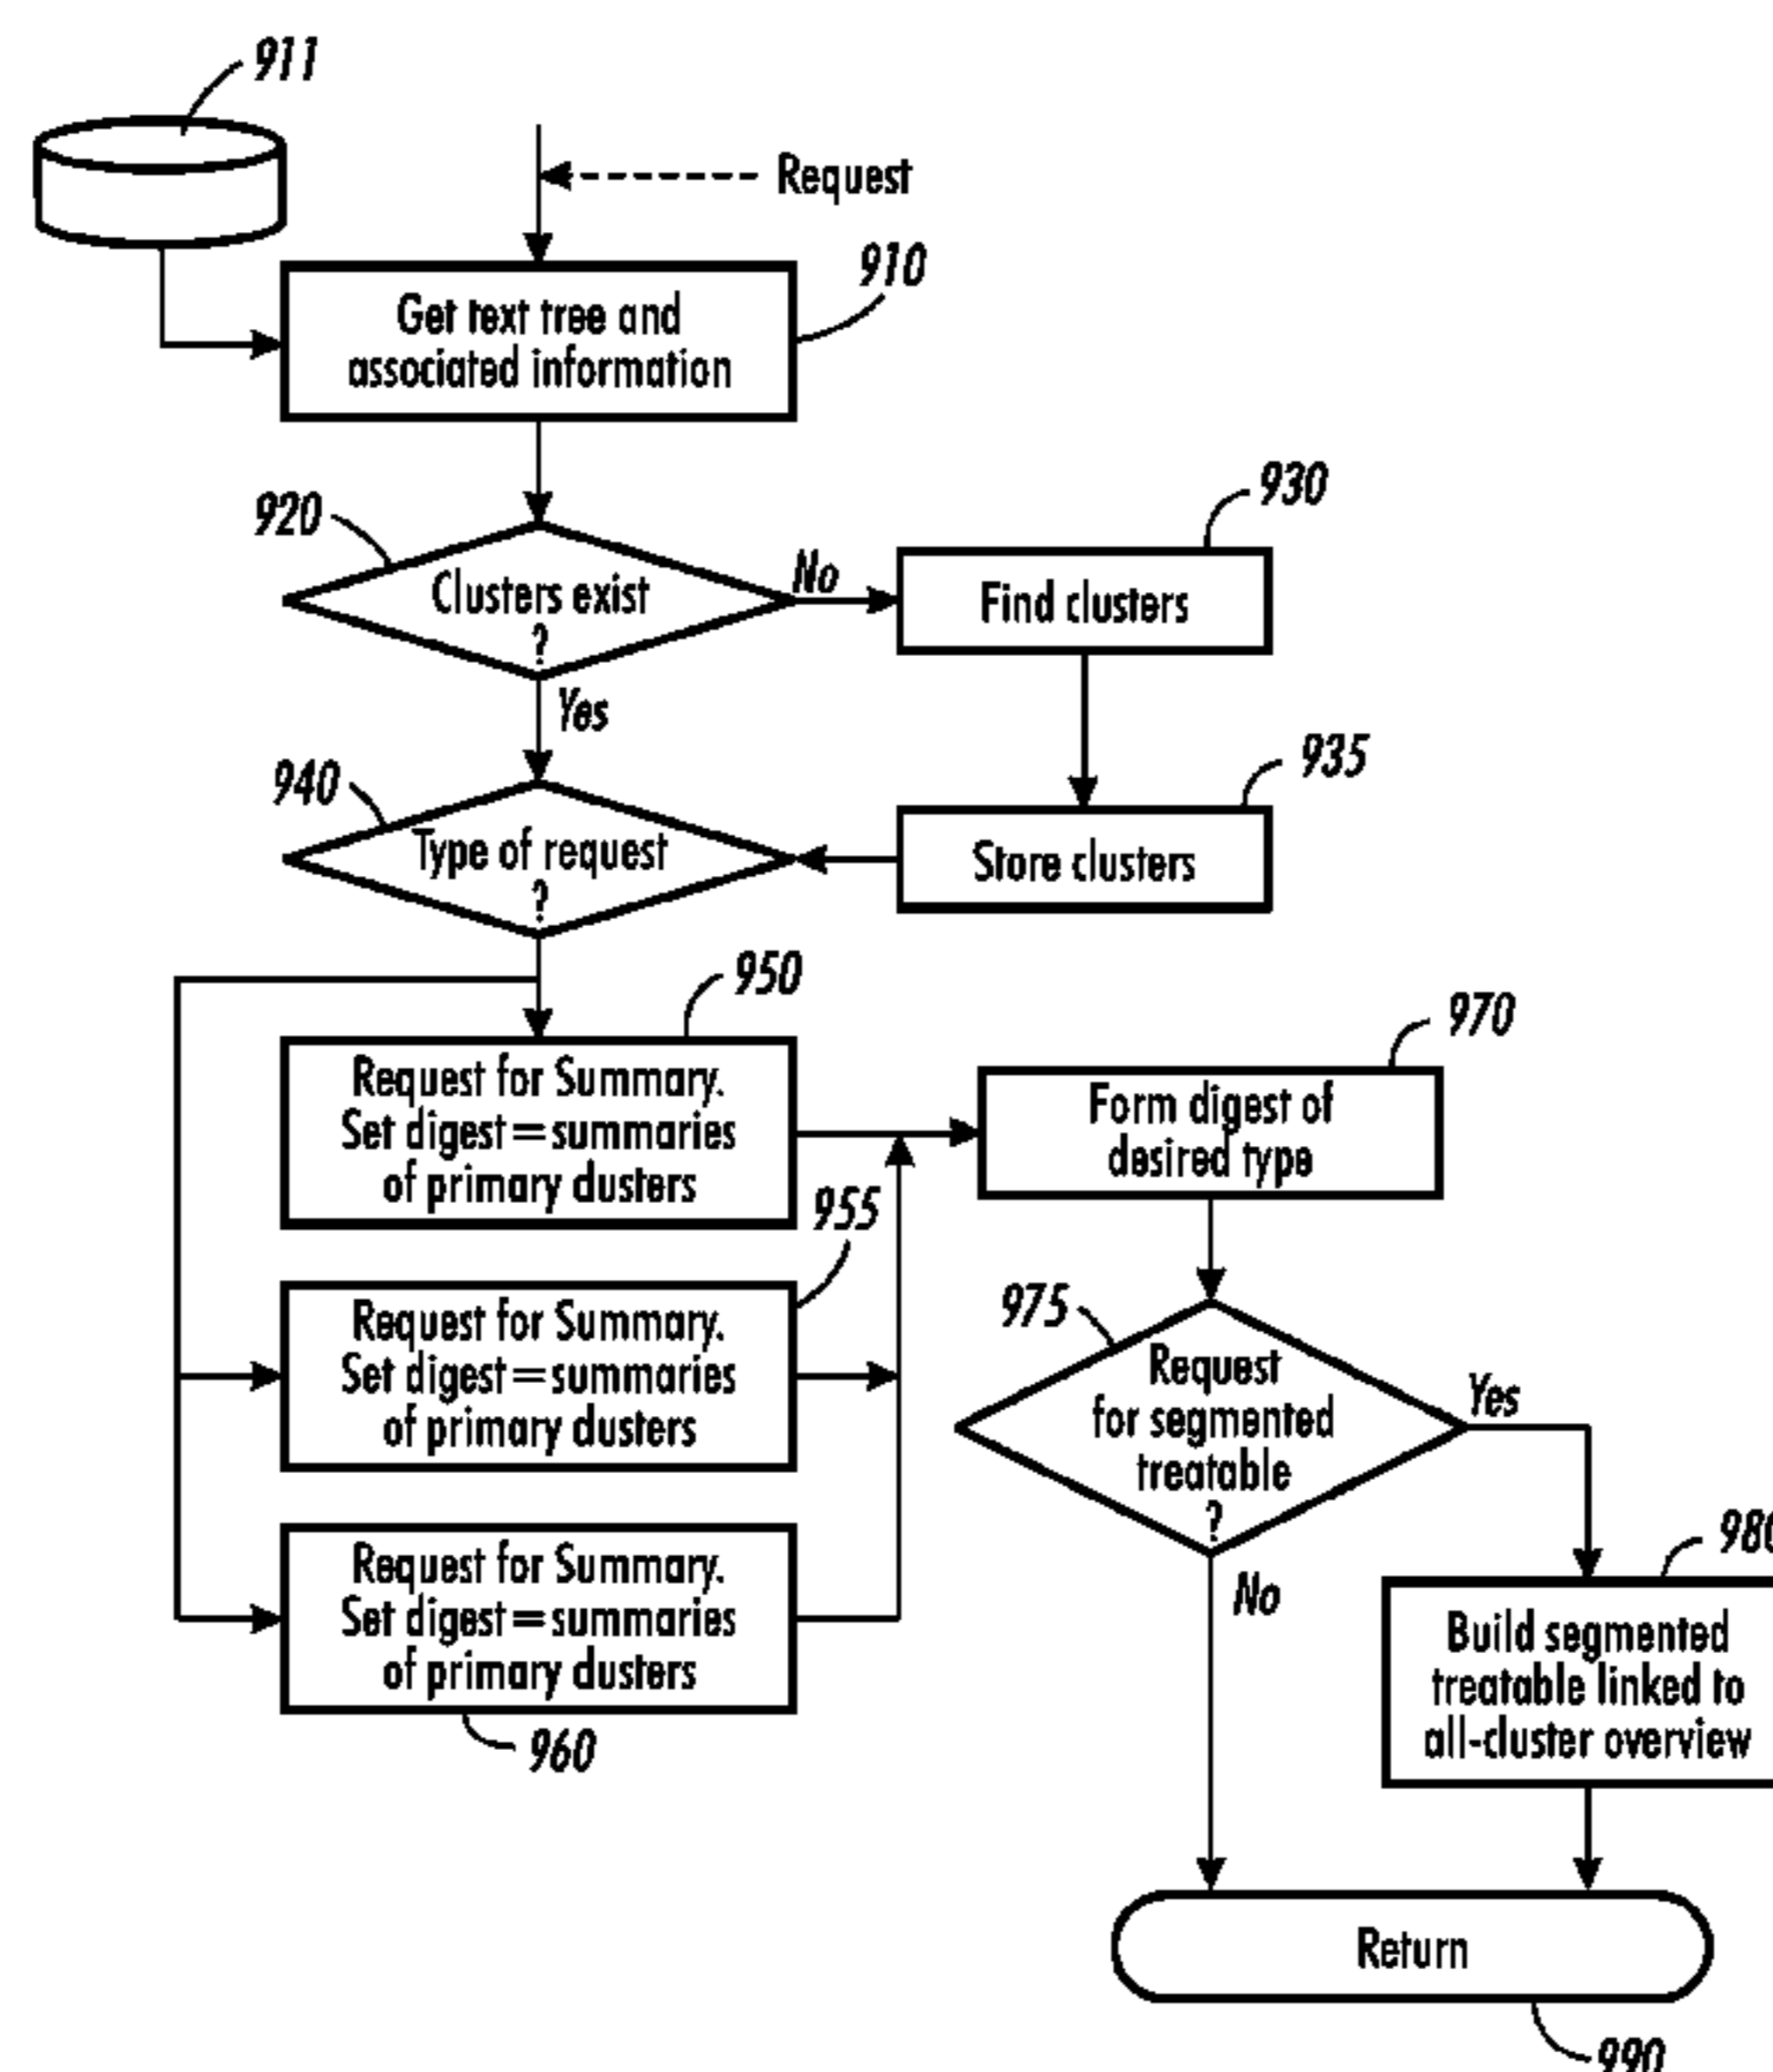 911
Request
910
Get text tree and
associated information
920
Clusters exist
?
No
930
Find clusters
Yes
935
Store clusters
940
Type of request
?
950
Request for Summary.
Set digest=summaries
of primary dusters
955
Request for Summary.
Set digest=summaries
of primary dusters
Request for Summary.
Set digest=summaries
of primary dusters
960
970
Form digest of
desired type
975
Request
for segmented
treatable
?
Yes
No
980
Build segmented
treatable linked to
all-cluster overview
Return
990